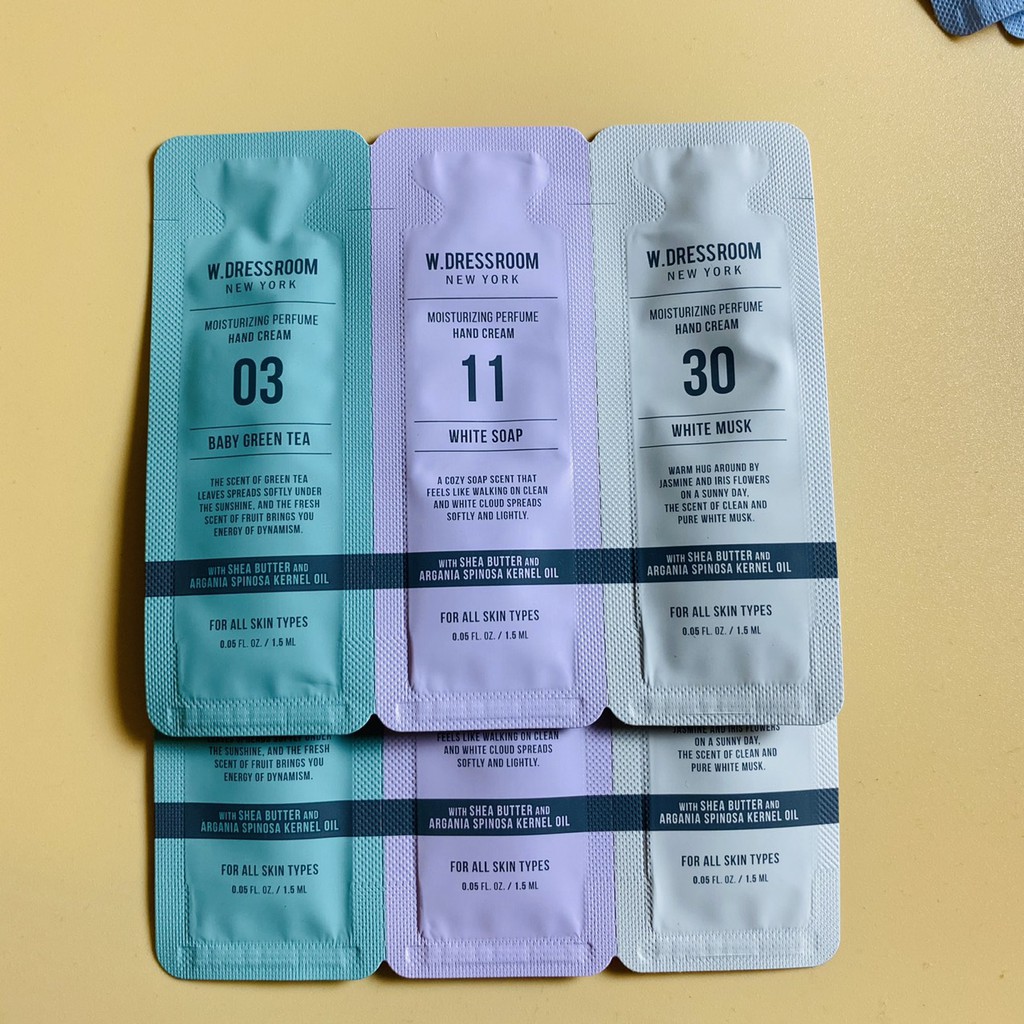 W.DRESSROOM
NEW YORK
MOISTURIZING PERFUME
HAND CREAM
03
BABY GREEN TEA
THE SCENT OF GREEN TEA
LEAVES SPREADS SOFTLY UNDER
THE SUNSHINE, AND THE FRESH
SCENT OF FRUIT BRINGS YOU
ENERGY OF DYNAMISM.
WITH SHEA BUTTER AND
ARGANIA SPINOSA KERNEL OIL
FOR ALL SKIN TYPES
0.05 FL. OZ. / 1.5 ML
W.DRESSROOM
NEW YORK
MOISTURIZING PERFUME
HAND CREAM
11
WHITE SOAP
A COZY SOAP SCENT THAT
FEELS LIKE WALKING ON CLEAN
AND WHITE CLOUD SPREADS
SOFTLY AND LIGHTLY.
WITH SHEA BUTTER AND
ARGANIA SPINOSA KERNEL OIL
FOR ALL SKIN TYPES
0.05 FL. OZ. / 1.5 ML
W.DRESSROOM
NEW YORK
MOISTURIZING PERFUME
HAND CREAM
30
WHITE MUSK
WARM HUG AROUND BY
JASMINE AND IRIS FLOWERS
ON A SUNNY DAY,
THE SCENT OF CLEAN AND
PURE WHITE MUSK.
WITH SHEA BUTTER AND
ARGANIA SPINOSA KERNEL OIL
FOR ALL SKIN TYPES
0.05 FL. OZ. / 1.5 ML
THE SUNSHINE, AND THE FRESH
SCENT OF FRUIT BRINGS YOU
ENERGY OF DYNAMISM.
WITH SHEA BUTTER AND
ARGANIA SPINOSA KERNEL OIL
FOR ALL SKIN TYPES
0.05 FL. OZ. / 1.5 ML
FEELS LIKE WALKING ON CLEAN
AND WHITE CLOUD SPREADS
SOFTLY AND LIGHTLY.
WITH SHEA BUTTER AND
ARGANIA SPINOSA KERNEL OIL
FOR ALL SKIN TYPES
0.05 FL. OZ. / 1.5 ML
JASMINE AND IRIS FLOWERS
ON A SUNNY DAY,
THE SCENT OF CLEAN AND
PURE WHITE MUSK.
WITH SHEA BUTTER AND
ARGANIA SPINOSA KERNEL OIL
FOR ALL SKIN TYPES
0.05 FL. OZ. / 1.5 ML